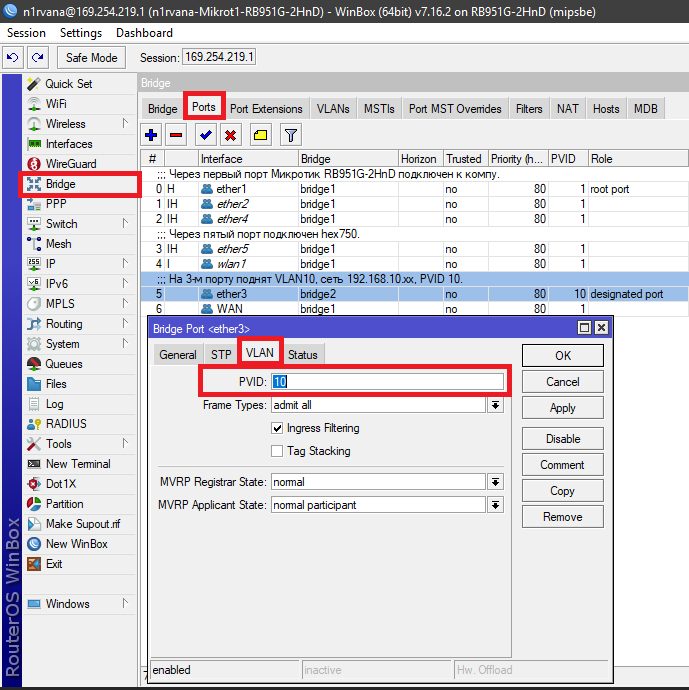 n1rvana@169.254.219.1 (n1rvana-Mikrot1-RB951G-2HnD) - WinBox (64bit) v7.16.2 on RB951G-2HnD (mipsbe)
Session Settings Dashboard
Safe Mode Session: 169.254.219.1
RouterOS WinBox
Quick Set
WiFi
Wireless
Interfaces
WireGuard
Bridge
PPP
Switch
Mesh
IP
IPv6
MPLS
Routing
System
Queues
Files
Log
RADIUS
Tools
New Terminal
Dot1X
Partition
Make Supout.rif
New WinBox
Exit
Windows
Bridge
Bridge Ports Port Extensions VLANs MSTIs Port MST Overrides Filters NAT Hosts MDB
# Interface Bridge Horizon Trusted Priority (h... PVID Role
;;; Через первый порт Микротик RB951G-2HnD подключен к компу.
0 H ether1 bridge1 no 80 1 root port
1 IH ether2 bridge1 no 80 1
2 IH ether4 bridge1 no 80 1
;;; Через пятый порт подключен hex750.
3 IH ether5 bridge1 no 80 1
4 I wlan1 bridge1 no 80 1
;;; На 3-м порту поднят VLAN10, сеть 192.168.10.xx, PVID 10.
5 ether3 bridge2 no 80 10 designated port
6 WAN bridge1 no 80 1
Bridge Port <ether3>
General STP VLAN Status
PVID: 10
Frame Types: admit all
Ingress Filtering
Tag Stacking
MVRP Registrar State: normal
MVRP Applicant State: normal participant
OK
Cancel
Apply
Disable
Comment
Copy
Remove
enabled inactive Hw. Offload